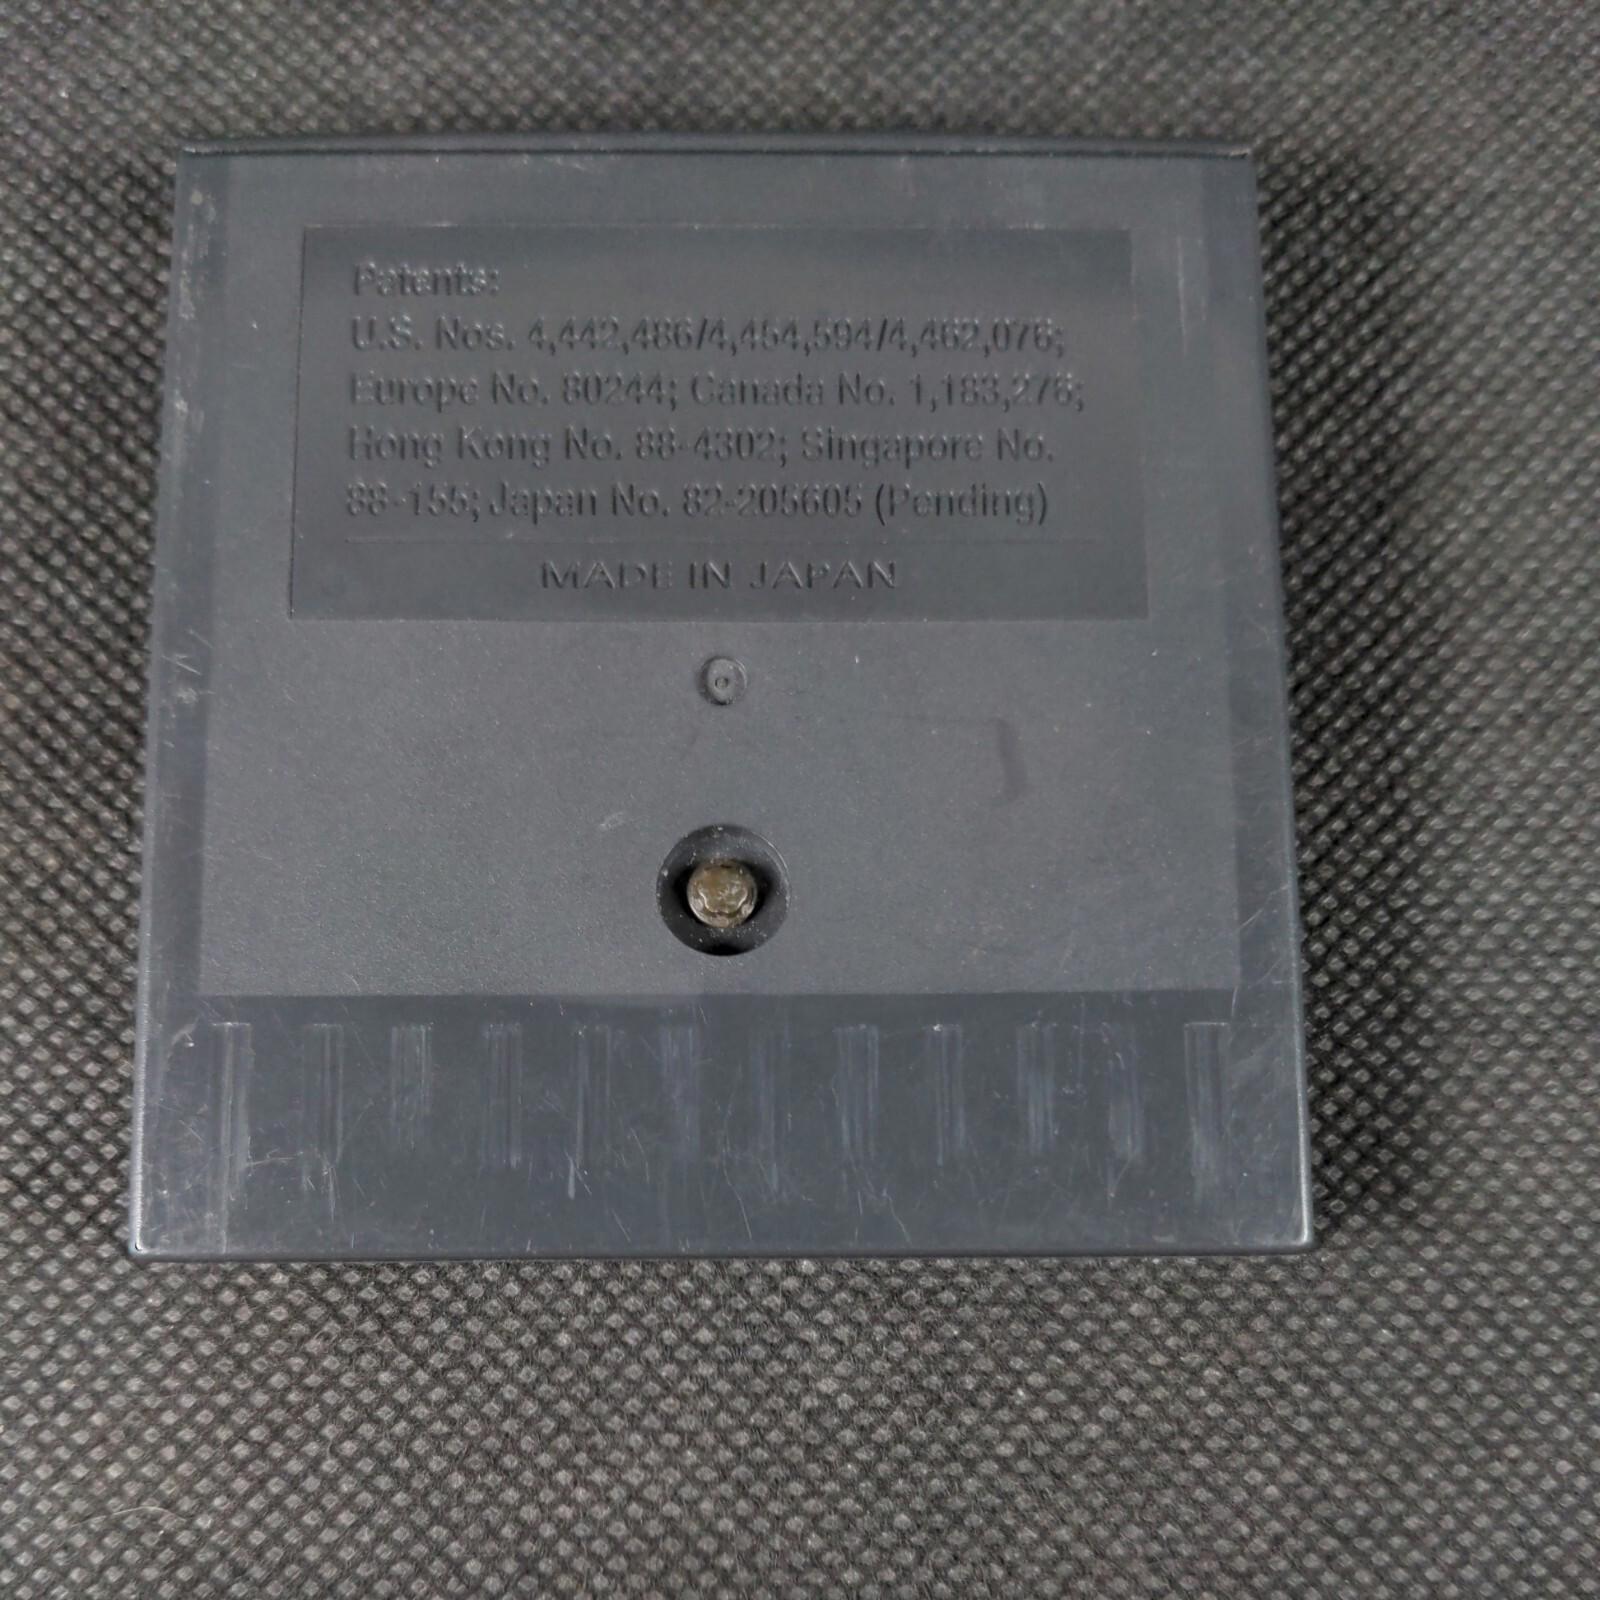 Patents:
U.S. Nos. 4,442,486/4,454,594/4,462,076;
Europe No. 80244; Canada No. 1,183,276;
Hong Kong No. 88-4302; Singapore No.
88-155; Japan No. 82-205605 (Pending)
MADE IN JAPAN